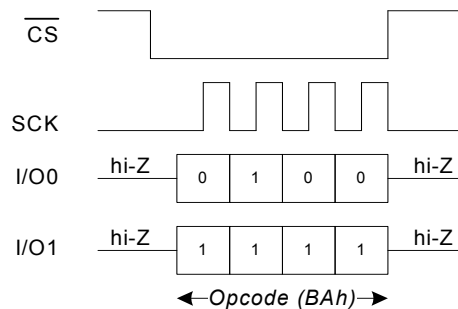 CS
SCK
hi-Z hi-Z
I/O0 0 1 0 0
hi-Z hi-Z
I/O1 1 1 1 1
Opcode (BAh)